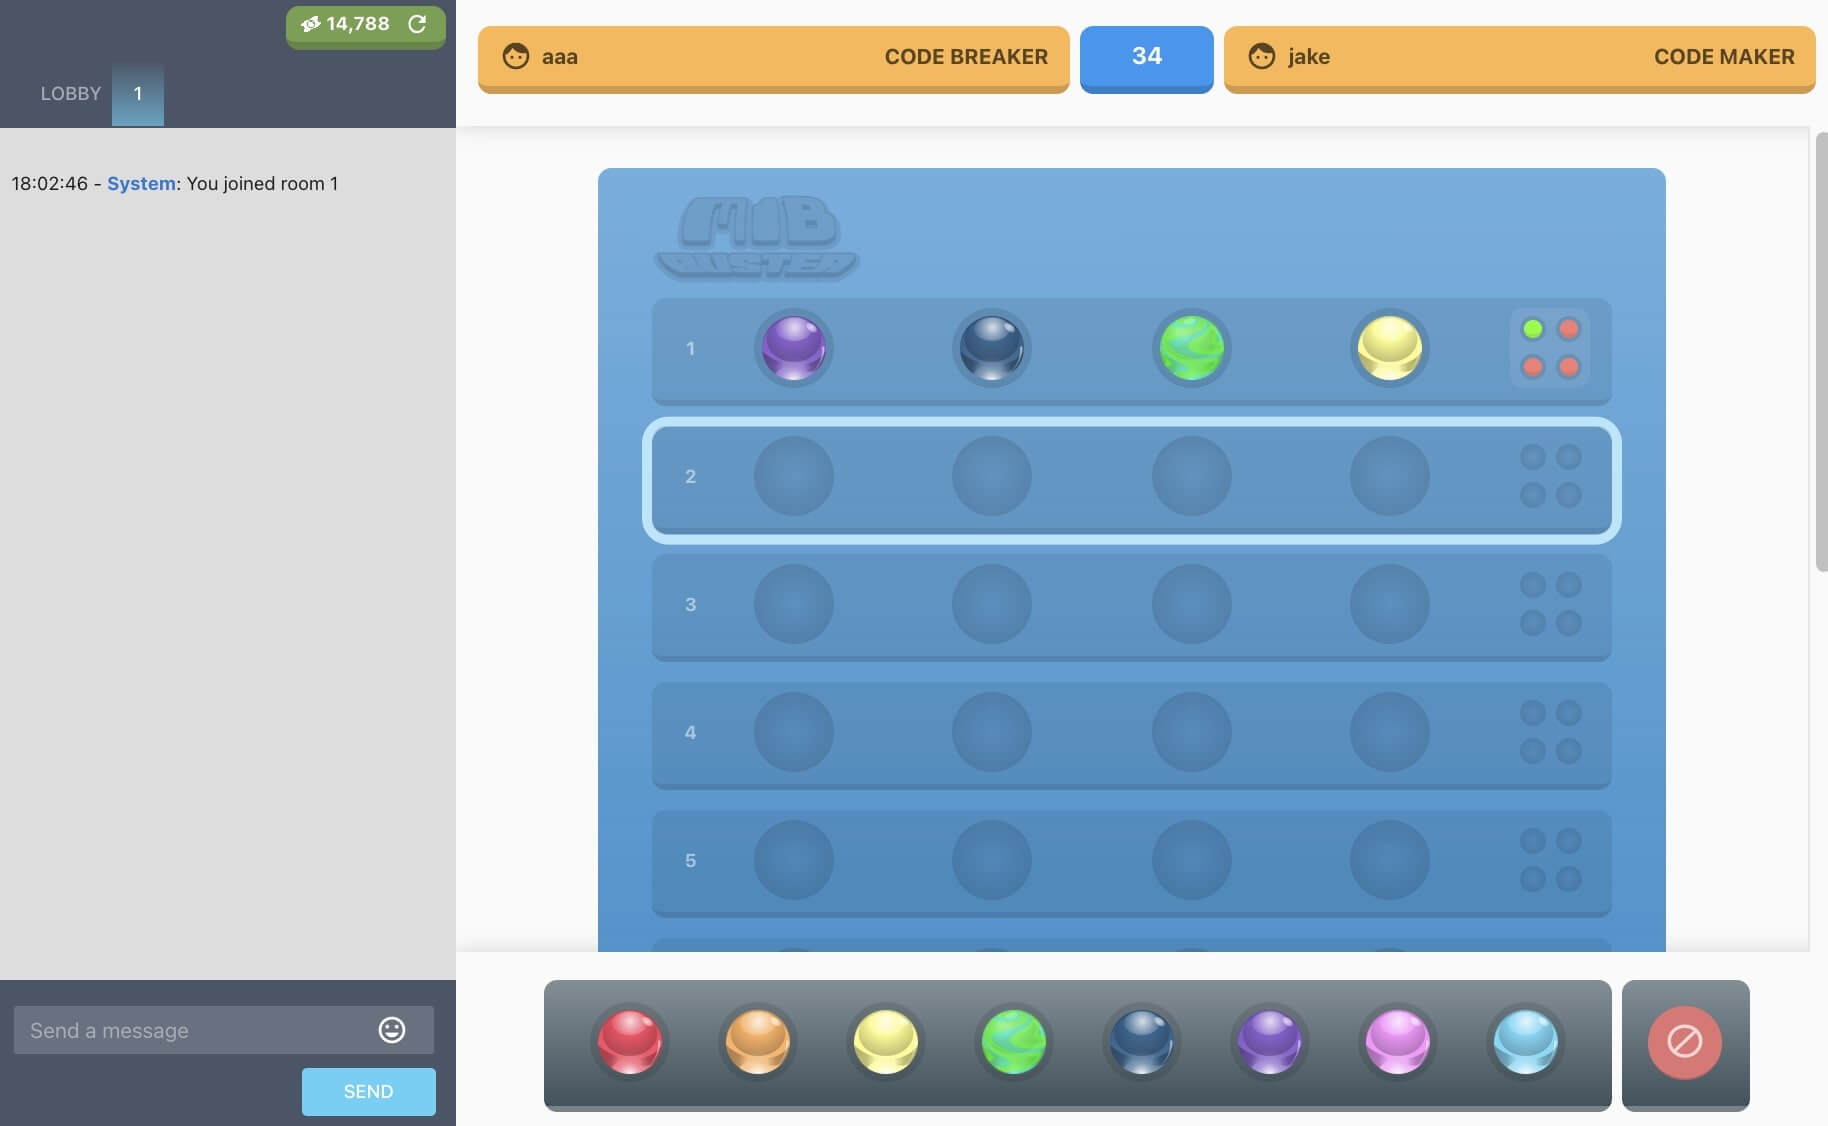 14,788
LOBBY 1
18:02:46 - System: You joined room 1
Send a message
SEND
aaa CODE BREAKER
34
jake CODE MAKER
MIB
BUSTER
1
2
3
4
5